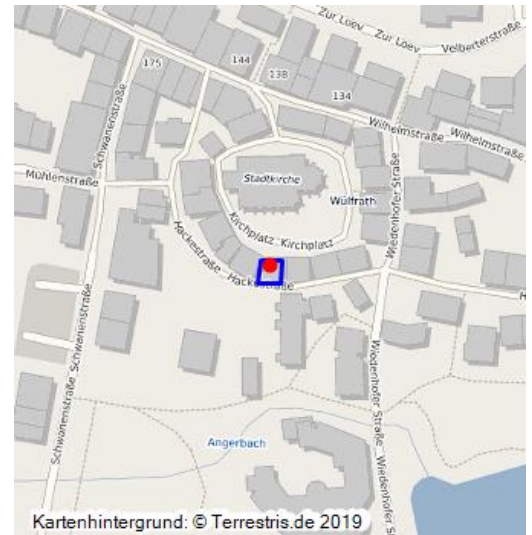 Zur Loev
Zur Loev
Velberterstraße
144
175
138
134
Schwanenstraße
Wilhelmstraße
Wilhelmstraße
Stadtkirche
Mühlenstraße
Wülfrath
Wiedenhofer Straße
Kirchplatz
Kirchplatz
Hackestraße
Hackestraße
H
Schwanenstraße
Schwanenstraße
Wiedenhofer Straße
Wiedenhofer S
Angerbach
Kartenhintergrund: © Terrestris.de 2019